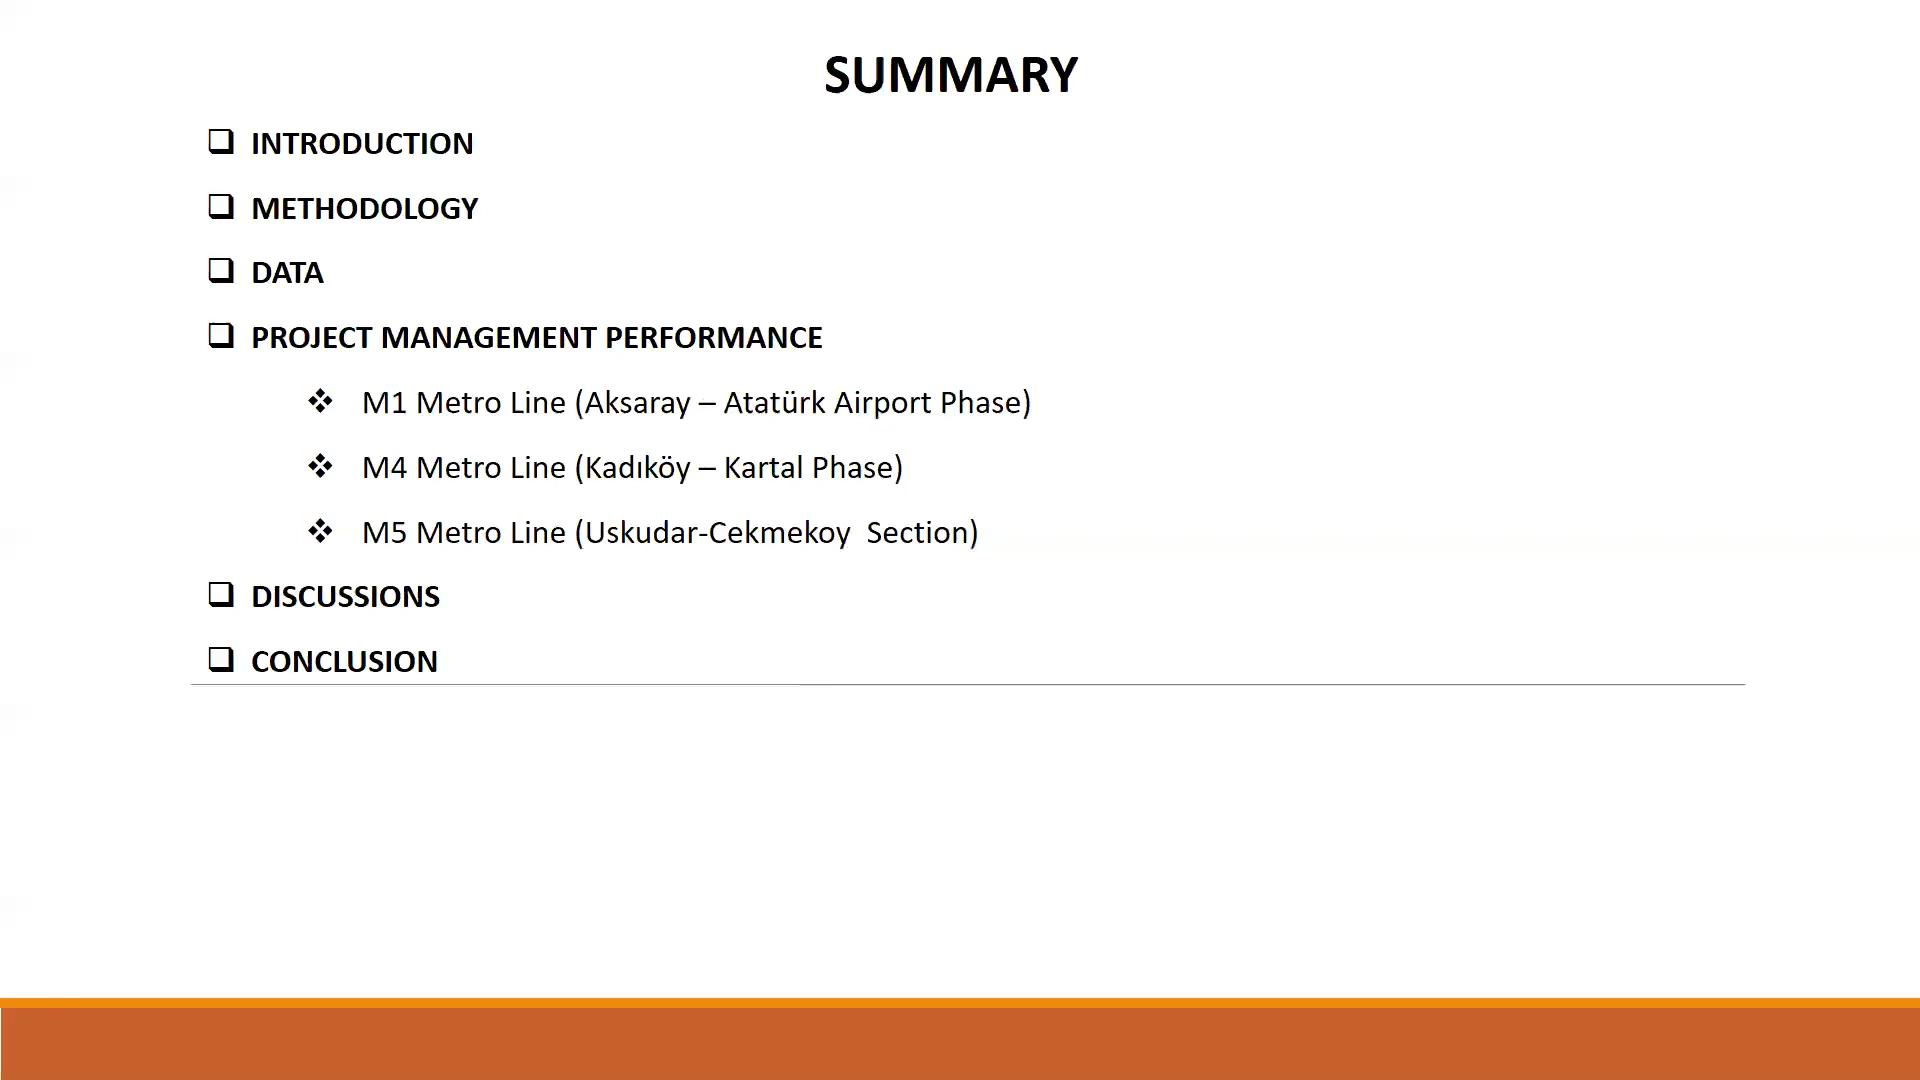 SUMMARY
INTRODUCTION
METHODOLOGY
DATA
PROJECT MANAGEMENT PERFORMANCE
M1 Metro Line (Aksaray – Atatürk Airport Phase)
M4 Metro Line (Kadıköy – Kartal Phase)
M5 Metro Line (Uskudar-Cekmekoy  Section)
DISCUSSIONS
CONCLUSION